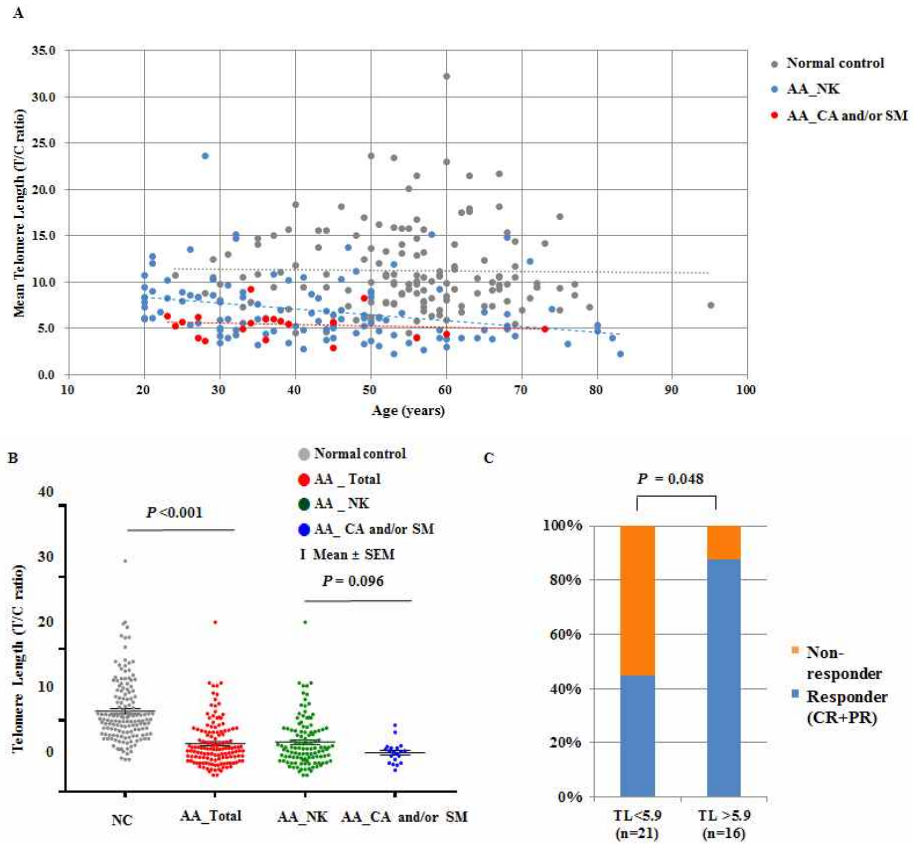 A
Mean Telomere Length (T/C ratio)
35.0
30.0
25.0
20.0
15.0
10.0
5.0
0.0
10 20 30 40 50 60 70 80 90 100
Age (years)
Normal control
AA_NK
AA_CA and/or SM
B
Telomere Length (T/C ratio)
40
30
20
10
0
Normal control
AA _ Total
AA _ NK
AA_ CA and/or SM
I Mean ± SEM
P <0.001
P = 0.096
NC AA_Total AA_NK AA_CA and/or SM
C
P = 0.048
100%
80%
60%
40%
20%
0%
TL<5.9 TL >5.9
(n=21) (n=16)
Non-
responder
Responder
(CR+PR)